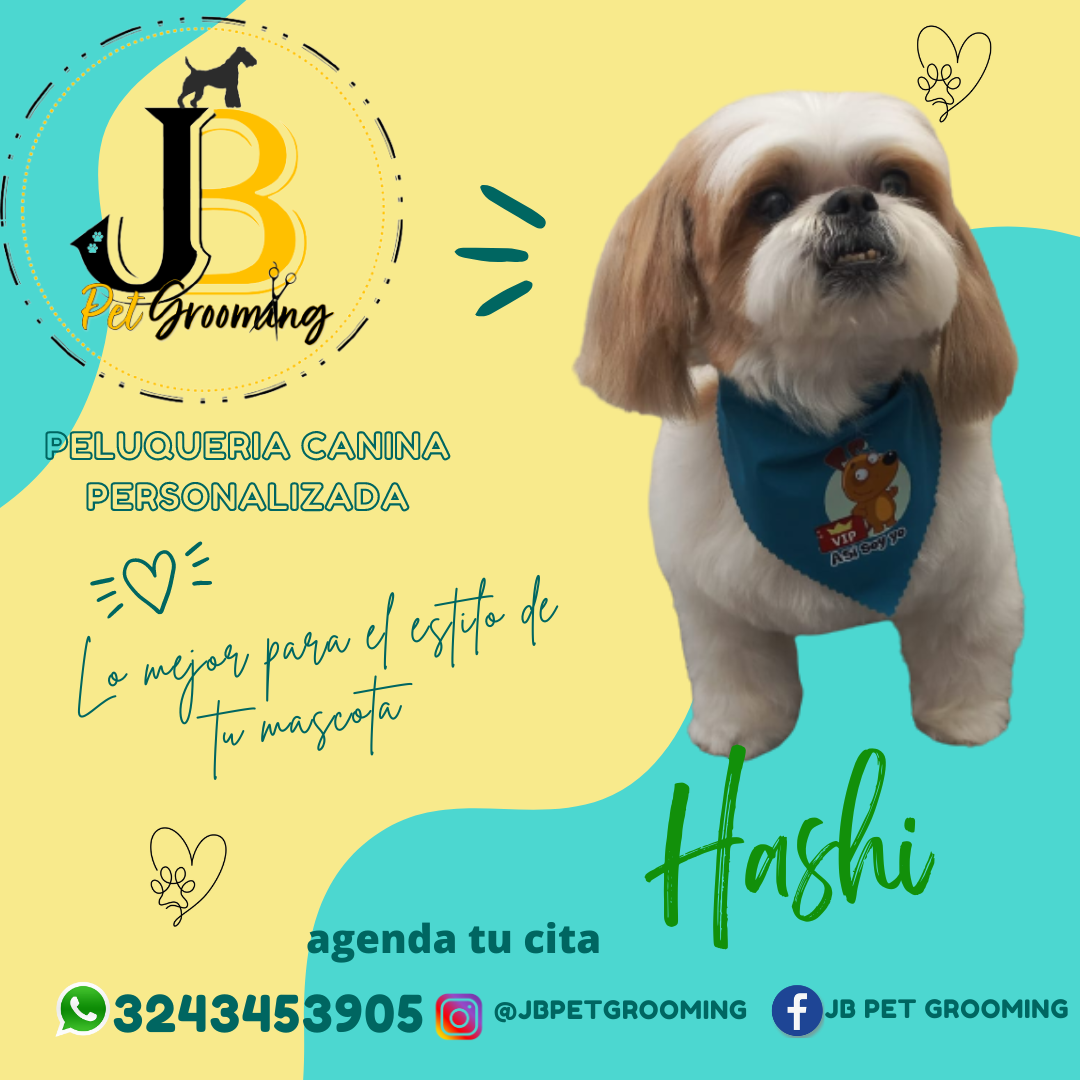 JB
Pet Grooming
PELUQUERIA CANINA
PERSONALIZADA
Lo mejor para el estilo de
tu mascota
VIP
Asi Soy yo
Hashi
agenda tu cita
3243453905
@JBPETGROOMING
JB PET GROOMING